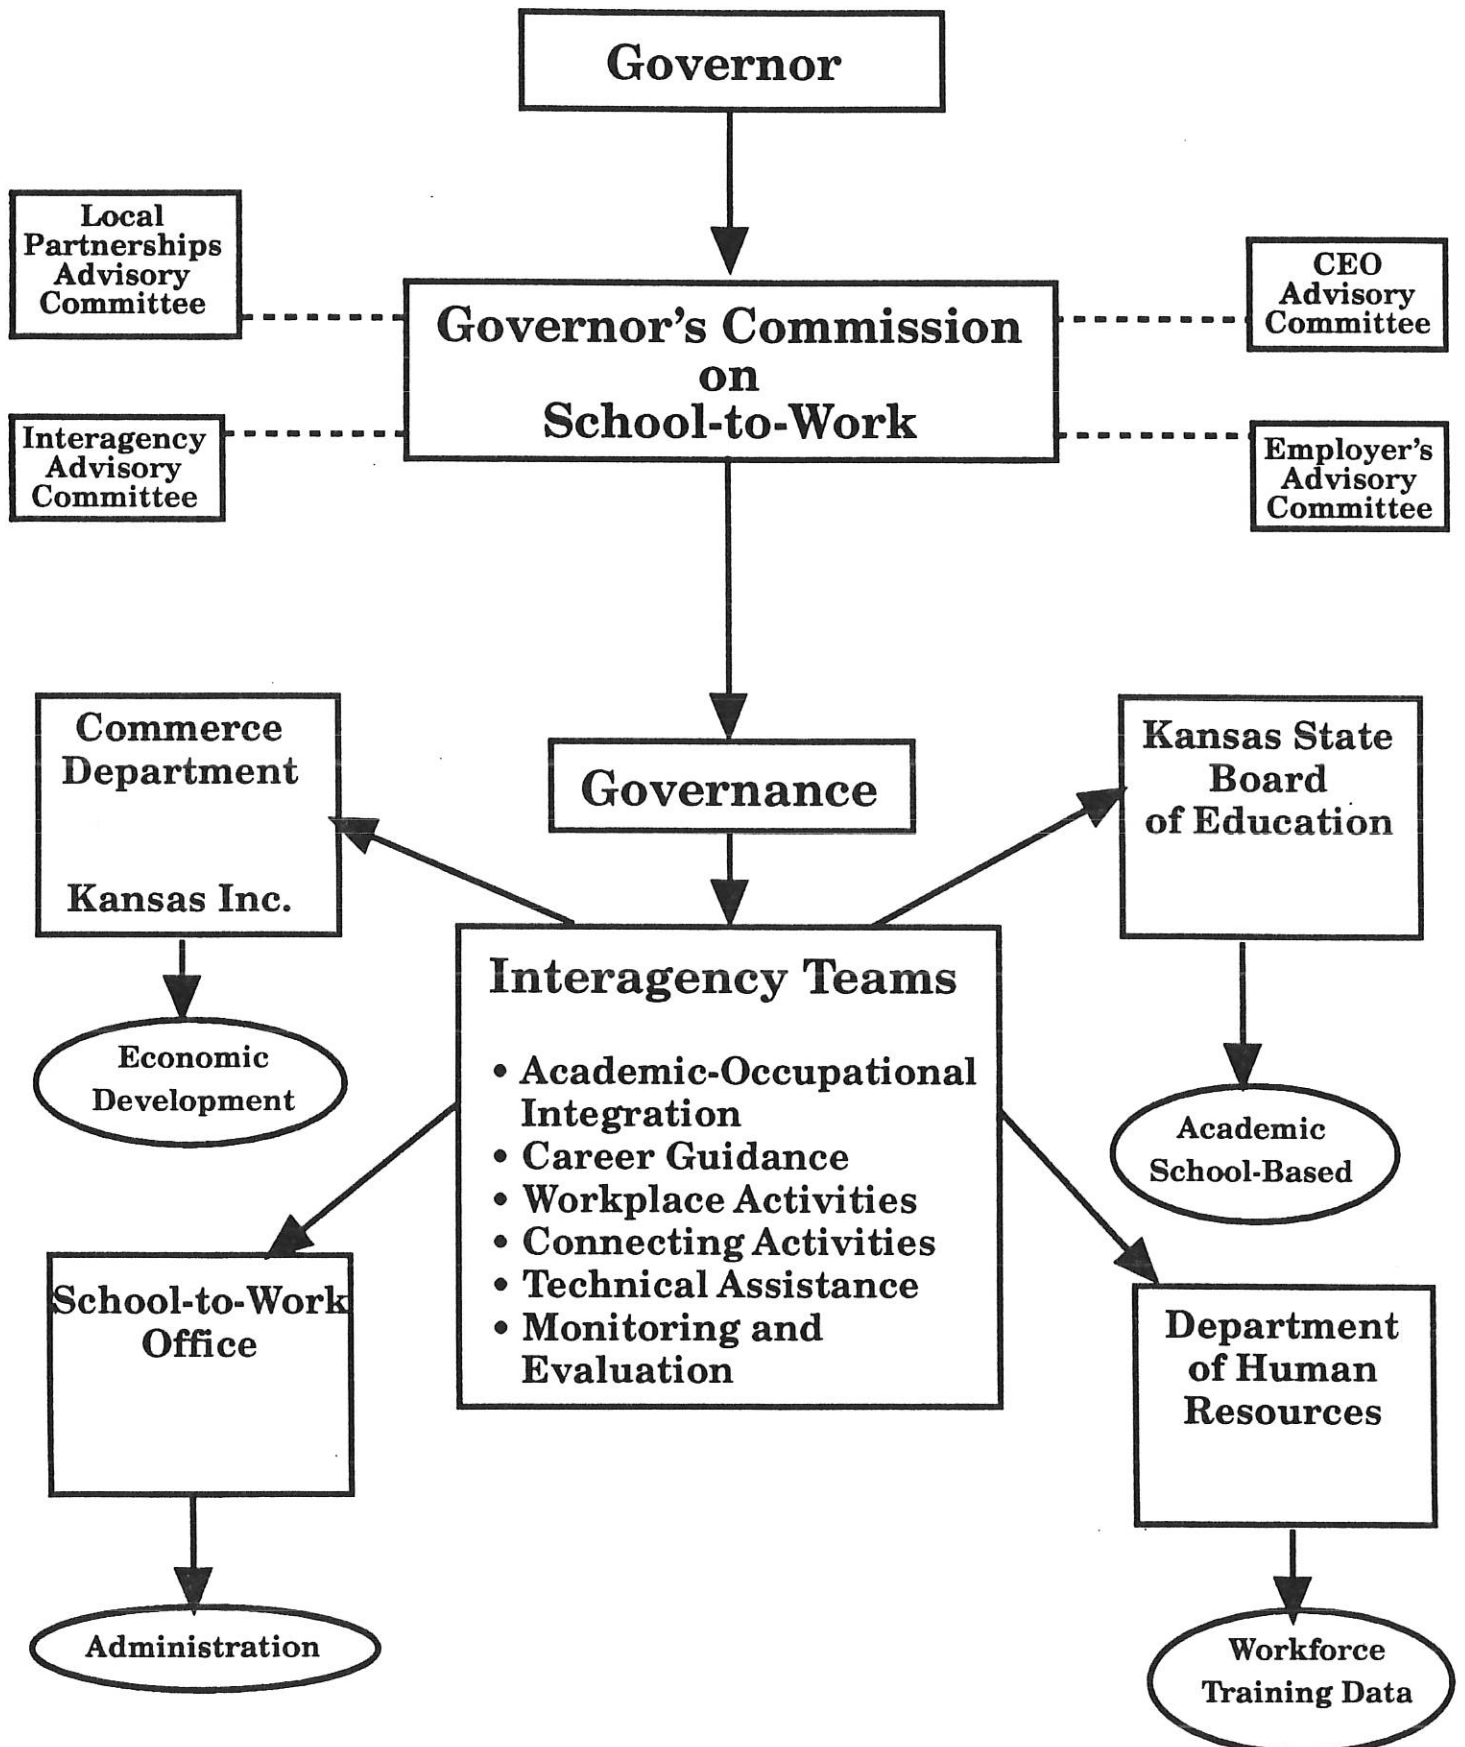 Governor
Local
Partnerships
Advisory
Committee
CEO
Advisory
Committee
Governor's Commission
on
School-to-Work
Interagency
Advisory
Committee
Employer's
Advisory
Committee
Commerce
Department
Kansas Inc.
Governance
Kansas State
Board
of Education
Interagency Teams
• Academic-Occupational
Integration
• Career Guidance
• Workplace Activities
• Connecting Activities
• Technical Assistance
• Monitoring and
Evaluation
Economic
Development
Academic
School-Based
School-to-Work
Office
Department
of Human
Resources
Administration
Workforce
Training Data